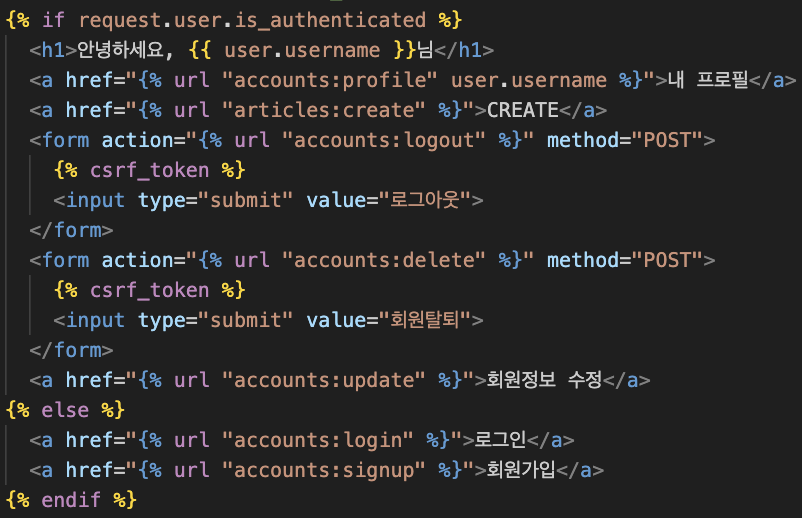 {% if request.user.is_authenticated %}
<h1>안녕하세요, {{ user.username }}님</h1>
<a href="{% url "accounts:profile" user.username %}">내 프로필</a>
<a href="{% url "articles:create" %}">CREATE</a>
<form action="{% url "accounts:logout" %}" method="POST">
{% csrf_token %}
<input type="submit" value="로그아웃">
</form>
<form action="{% url "accounts:delete" %}" method="POST">
{% csrf_token %}
<input type="submit" value="회원탈퇴">
</form>
<a href="{% url "accounts:update" %}">회원정보 수정</a>
{% else %}
<a href="{% url "accounts:login" %}">로그인</a>
<a href="{% url "accounts:signup" %}">회원가입</a>
{% endif %}